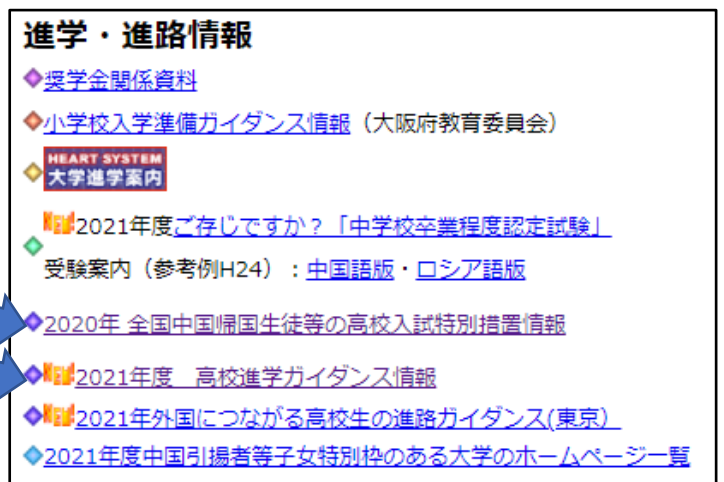 進学・進路情報
奨学金関係資料
小学校入学準備ガイダンス情報（大阪府教育委員会）
HEART SYSTEM
大学進学案内
2021年度ご存じですか？「中学校卒業程度認定試験」
受験案内（参考例H24）：中国語版・ロシア語版
2020年 全国中国帰国生徒等の高校入試特別措置情報
2021年度　高校進学ガイダンス情報
2021年外国につながる高校生の進路ガイダンス(東京）
2021年度中国引揚者等子女特別枠のある大学のホームページ一覧